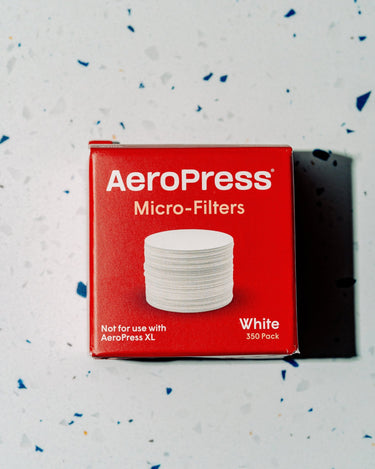 AeroPress®
Micro-Filters
Not for use with
AeroPress XL
White
350 Pack